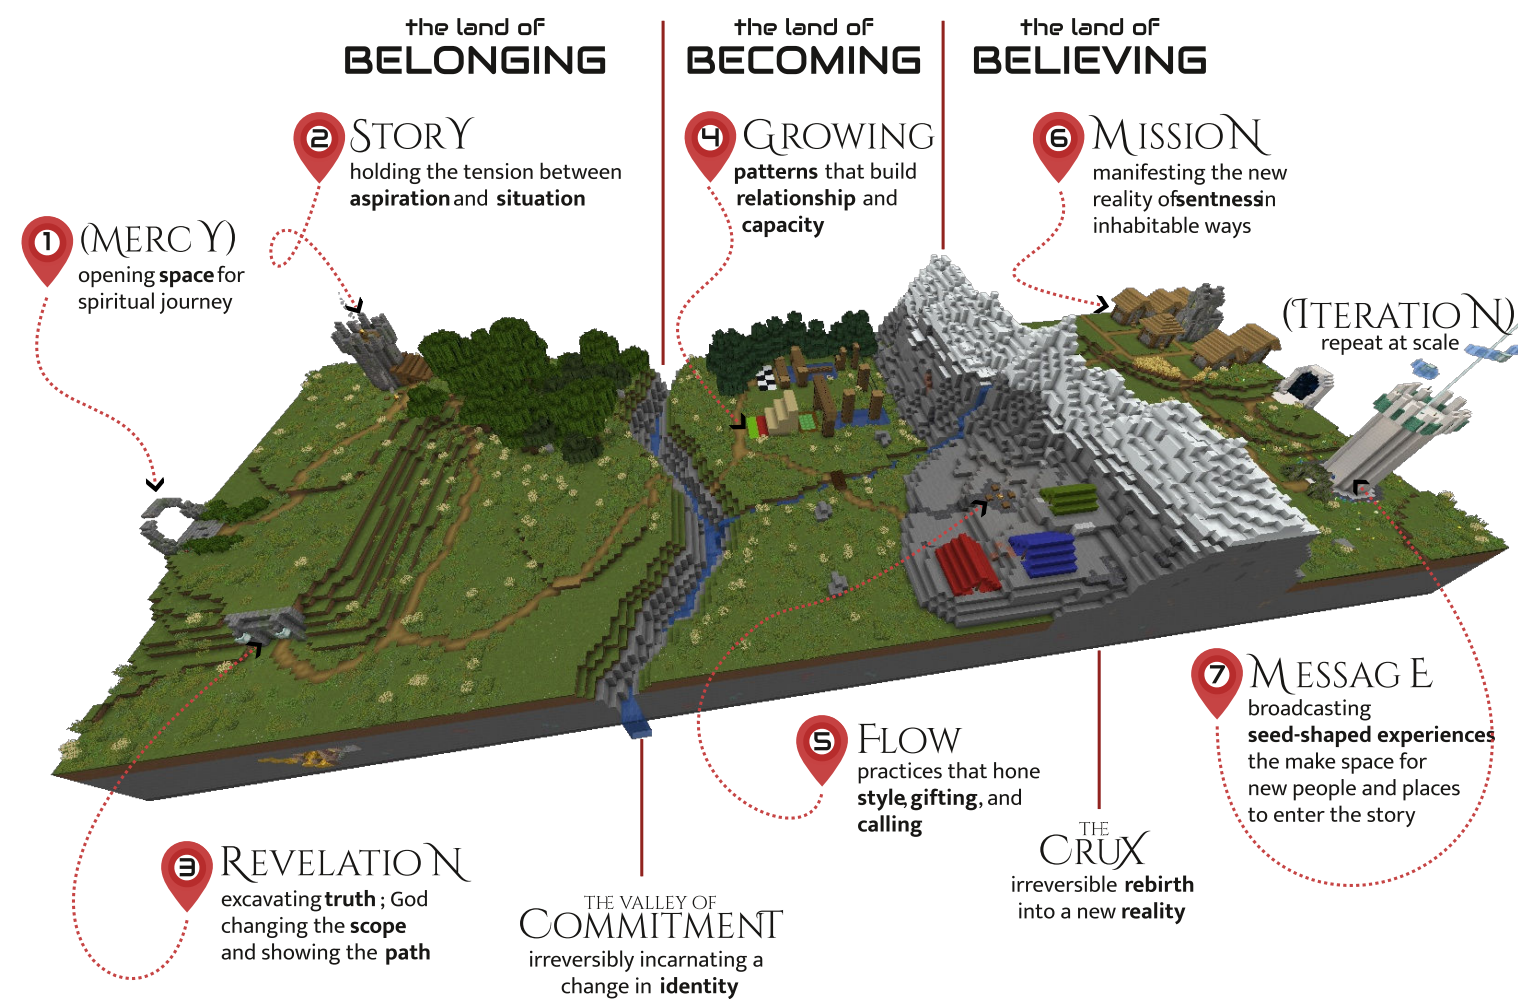 the land of
BELONGING
the land of
BECOMING
the land of
BELIEVING
1
(MERCY)
opening space for
spiritual journey
2
STORY
holding the tension between
aspiration and situation
4
GROWING
patterns that build
relationship and
capacity
6
MISSION
manifesting the new
reality of sentness in
inhabitable ways
(ITERATION)
repeat at scale
3
REVELATION
excavating truth ; God
changing the scope
and showing the path
THE VALLEY OF
COMMITMENT
irreversibly incarnating a
change in identity
5
FLOW
practices that hone
style, gifting, and
calling
THE
CRUX
irreversible rebirth
into a new reality
7
MESSAGE
broadcasting
seed-shaped experiences
the make space for
new people and places
to enter the story